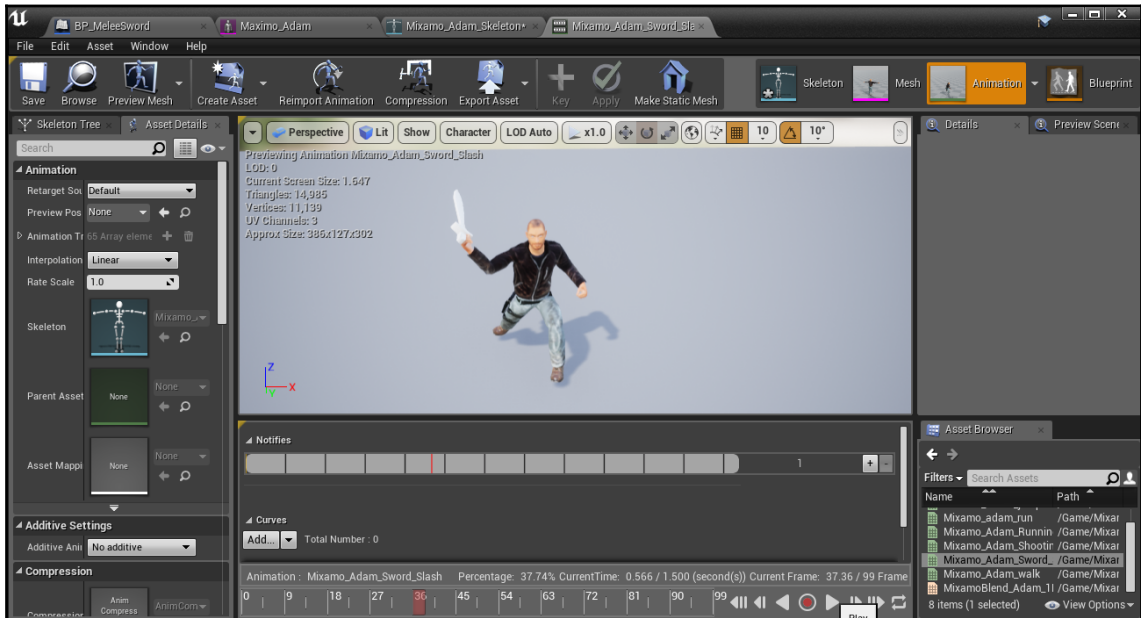 BP_MeleeSword
Maximo_Adam
Mixamo_Adam_Skeleton*
Mixamo_Adam_Sword_Sla
File Edit Asset Window Help
Save Browse Preview Mesh Create Asset Reimport Animation Compression Export Asset Key Apply Make Static Mesh
Skeleton Mesh Animation Blueprint
Skeleton Tree Asset Details
Search
Animation
Retarget Sou Default
Preview Pos None
Animation Tr 65 Array eleme
Interpolation Linear
Rate Scale 1.0
Skeleton Mixamo_
Parent Asset None None
Asset Mappi None None
Additive Settings
Additive Ani No additive
Compression
Compression Anim Compress AnimCom
Perspective Lit Show Character LOD Auto x1.0 10 10°
Previewing Animation Mixamo_Adam_Sword_Slash
LOD: 0
Current Screen Size: 1.647
Triangles: 14,985
Vertices: 11,139
UV Channels: 3
Approx Size: 386x127x302
Z
X
Y
Notifies
1
Curves
Add... Total Number : 0
Animation : Mixamo_Adam_Sword_Slash Percentage: 37.74% CurrentTime: 0.566 / 1.500 (second(s)) Current Frame: 37.36 / 99 Frame
0 9 18 27 36 45 54 63 72 81 90 99
Play
Details Preview Scene
Asset Browser
Filters Search Assets
Name Path
Mixamo_adam_run /Game/Mixar
Mixamo_Adam_Runnin /Game/Mixar
Mixamo_Adam_Shootin /Game/Mixar
Mixamo_Adam_Sword_ /Game/Mixar
Mixamo_Adam_walk /Game/Mixar
MixamoBlend_Adam_1I /Game/Mixar
8 items (1 selected) View Options